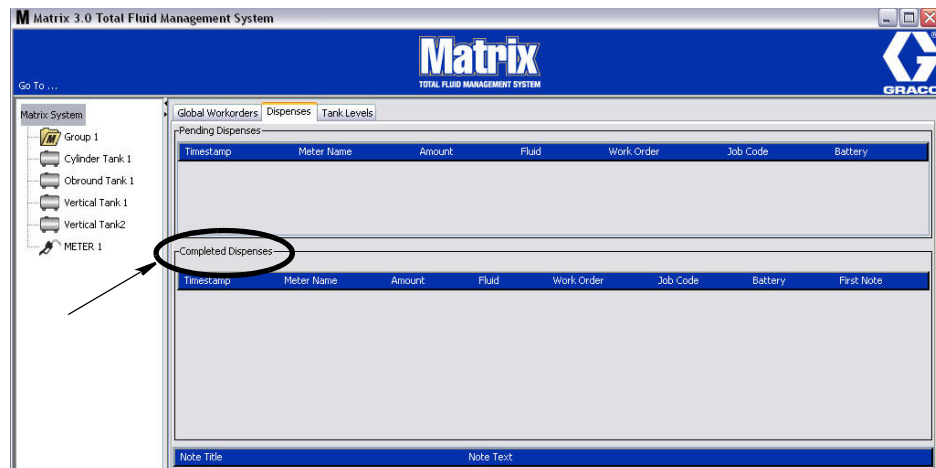 M Matrix 3.0 Total Fluid Management System
Matrix
TOTAL FLUID MANAGEMENT SYSTEM
Go To ...
GRACO
Matrix System
Group 1
Cylinder Tank 1
Obround Tank 1
Vertical Tank 1
Vertical Tank2
METER 1
Global Workorders Dispenses Tank Levels
Pending Dispenses
Timestamp Meter Name Amount Fluid Work Order Job Code Battery
Completed Dispenses
Timestamp Meter Name Amount Fluid Work Order Job Code Battery First Note
Note Title Note Text